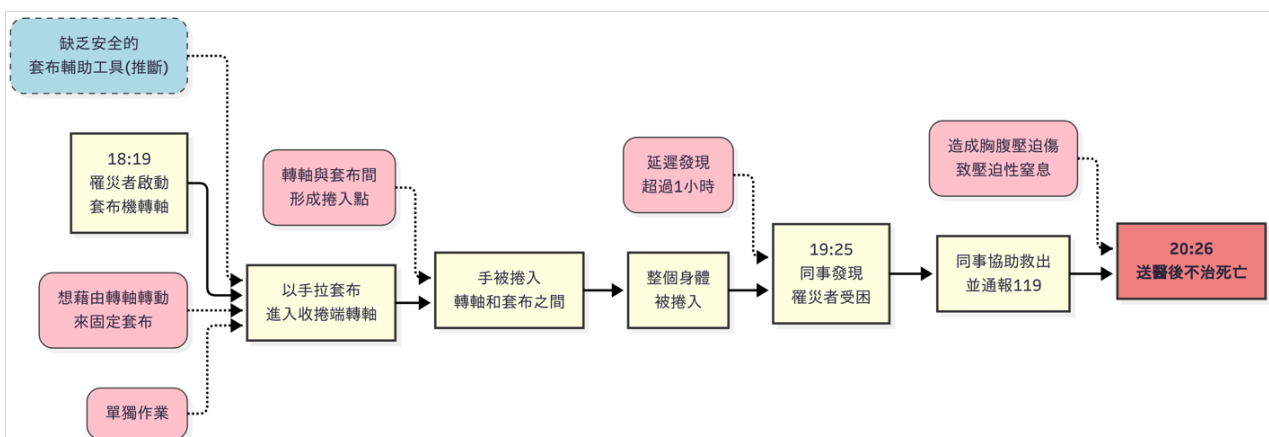 缺乏安全的
套布輔助工具(推斷)
18:19
罹災者啟動
套布機轉軸
想藉由轉軸轉動
來固定套布
單獨作業
以手拉套布
進入收捲端轉軸
轉軸與套布間
形成捲入點
手被捲入
轉軸和套布之間
整個身體
被捲入
延遲發現
超過1小時
19:25
同事發現
罹災者受困
同事協助救出
並通報119
造成胸腹壓迫傷
致壓迫性窒息
20:26
送醫後不治死亡